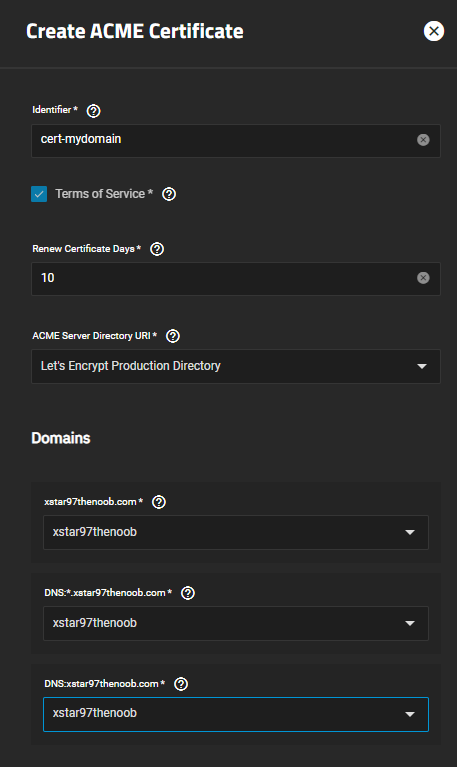 Create ACME Certificate
Identifier *
cert-mydomain
Terms of Service *
Renew Certificate Days *
10
ACME Server Directory URI *
Let's Encrypt Production Directory
Domains
xstar97thenoob.com *
xstar97thenoob
DNS:*.xstar97thenoob.com *
xstar97thenoob
DNS:xstar97thenoob.com *
xstar97thenoob